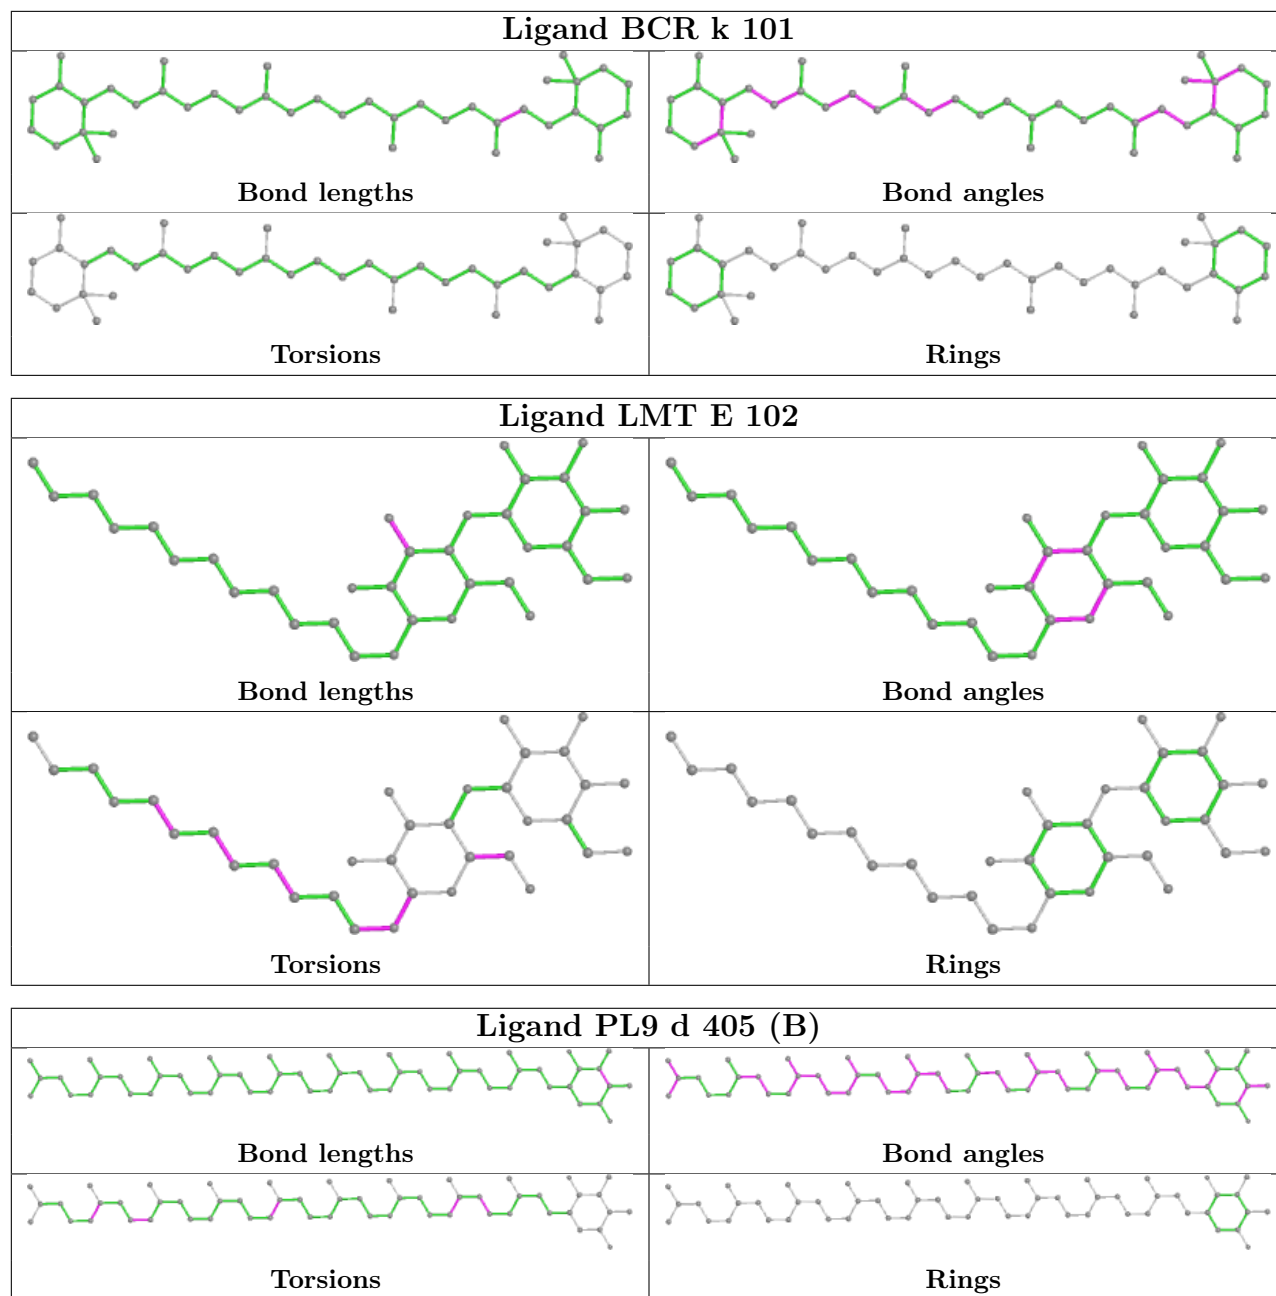 Ligand BCR k 101
Bond lengths
Bond angles
Torsions
Rings
Ligand LMT E 102
Bond lengths
Bond angles
Torsions
Rings
Ligand PL9 d 405 (B)
Bond lengths
Bond angles
Torsions
Rings